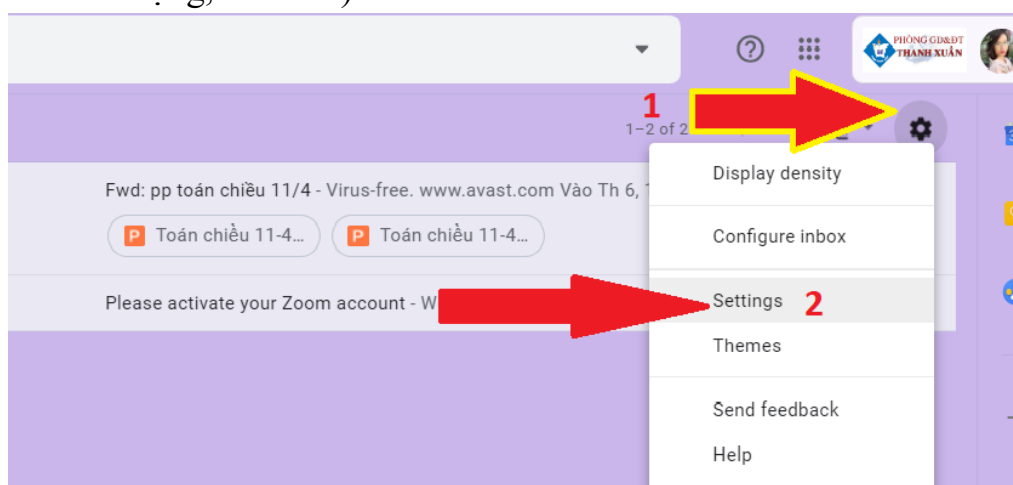 PHÒNG GD&ĐT
THANH XUÂN
1
1–2 of 2
Display density
Fwd: pp toán chiều 11/4 - Virus-free. www.avast.com Vào Th 6,
Toán chiều 11-4...
Toán chiều 11-4...
Configure inbox
Please activate your Zoom account - W
Settings
2
Themes
Send feedback
Help